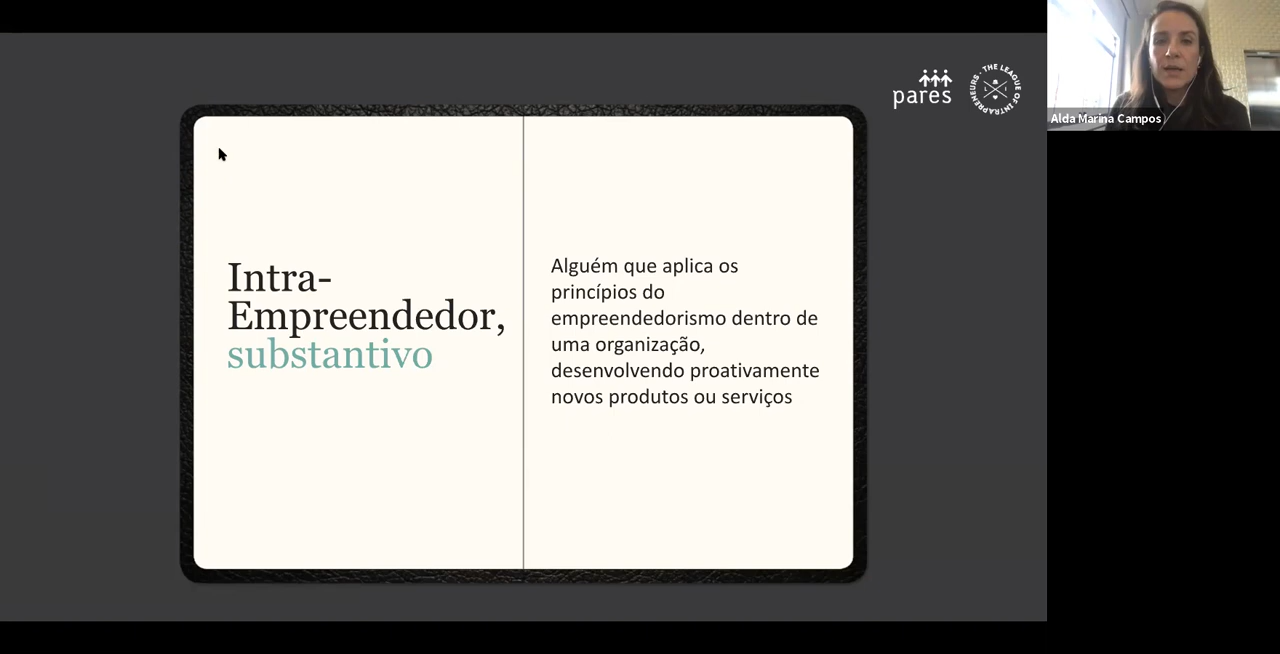 pares
THE LEAGUE OF INTRAPRENEURS
Alda Marina Campos
Intra-
Empreendedor,
substantivo
Alguém que aplica os
princípios do
empreendedorismo dentro de
uma organização,
desenvolvendo proativamente
novos produtos ou serviços